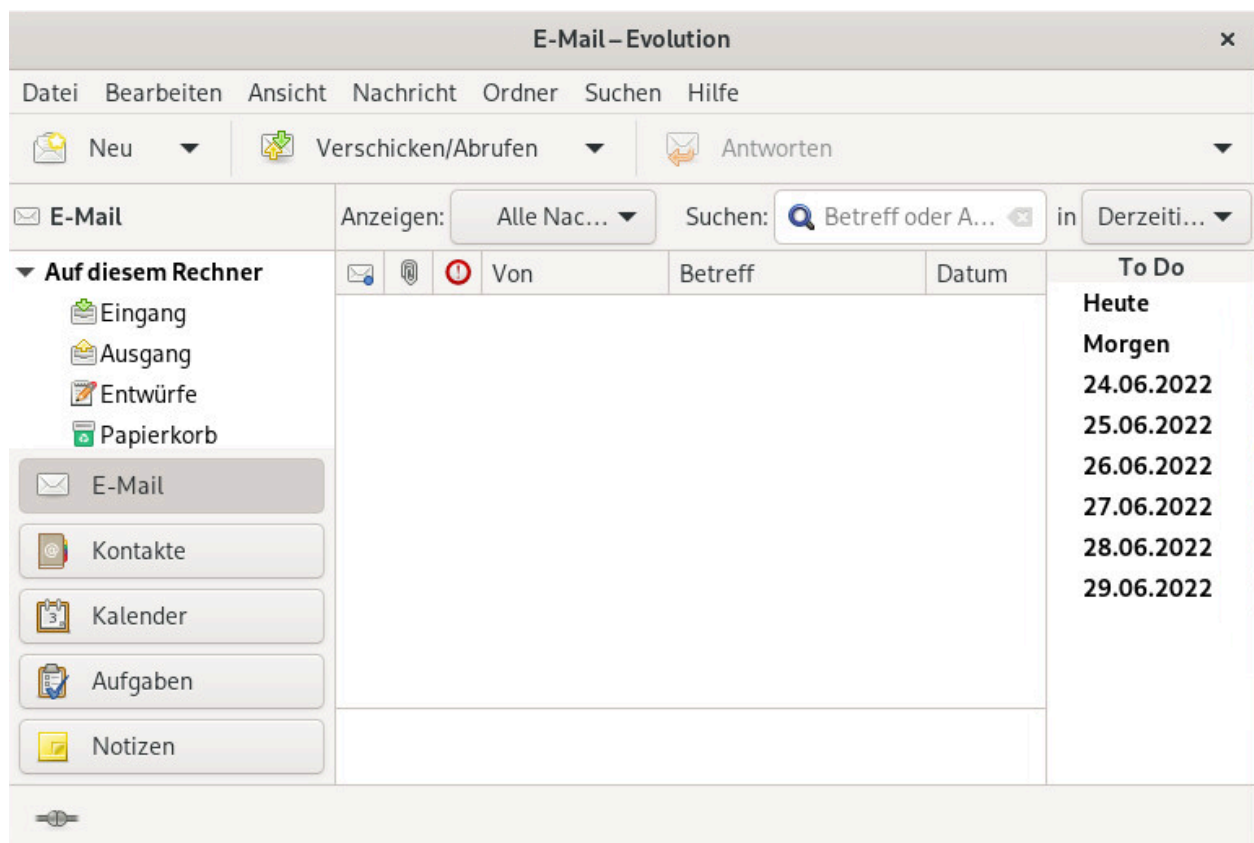 E-Mail – Evolution
Datei Bearbeiten Ansicht Nachricht Ordner Suchen Hilfe
Neu Verschicken/Abrufen Antworten
E-Mail Anzeigen: Alle Nac... Suchen: Betreff oder A... in Derzeiti...
Auf diesem Rechner Von Betreff Datum To Do
Eingang
Ausgang
Entwürfe
Papierkorb
E-Mail
Kontakte
3 Kalender
Aufgaben
Notizen
Heute
Morgen
24.06.2022
25.06.2022
26.06.2022
27.06.2022
28.06.2022
29.06.2022